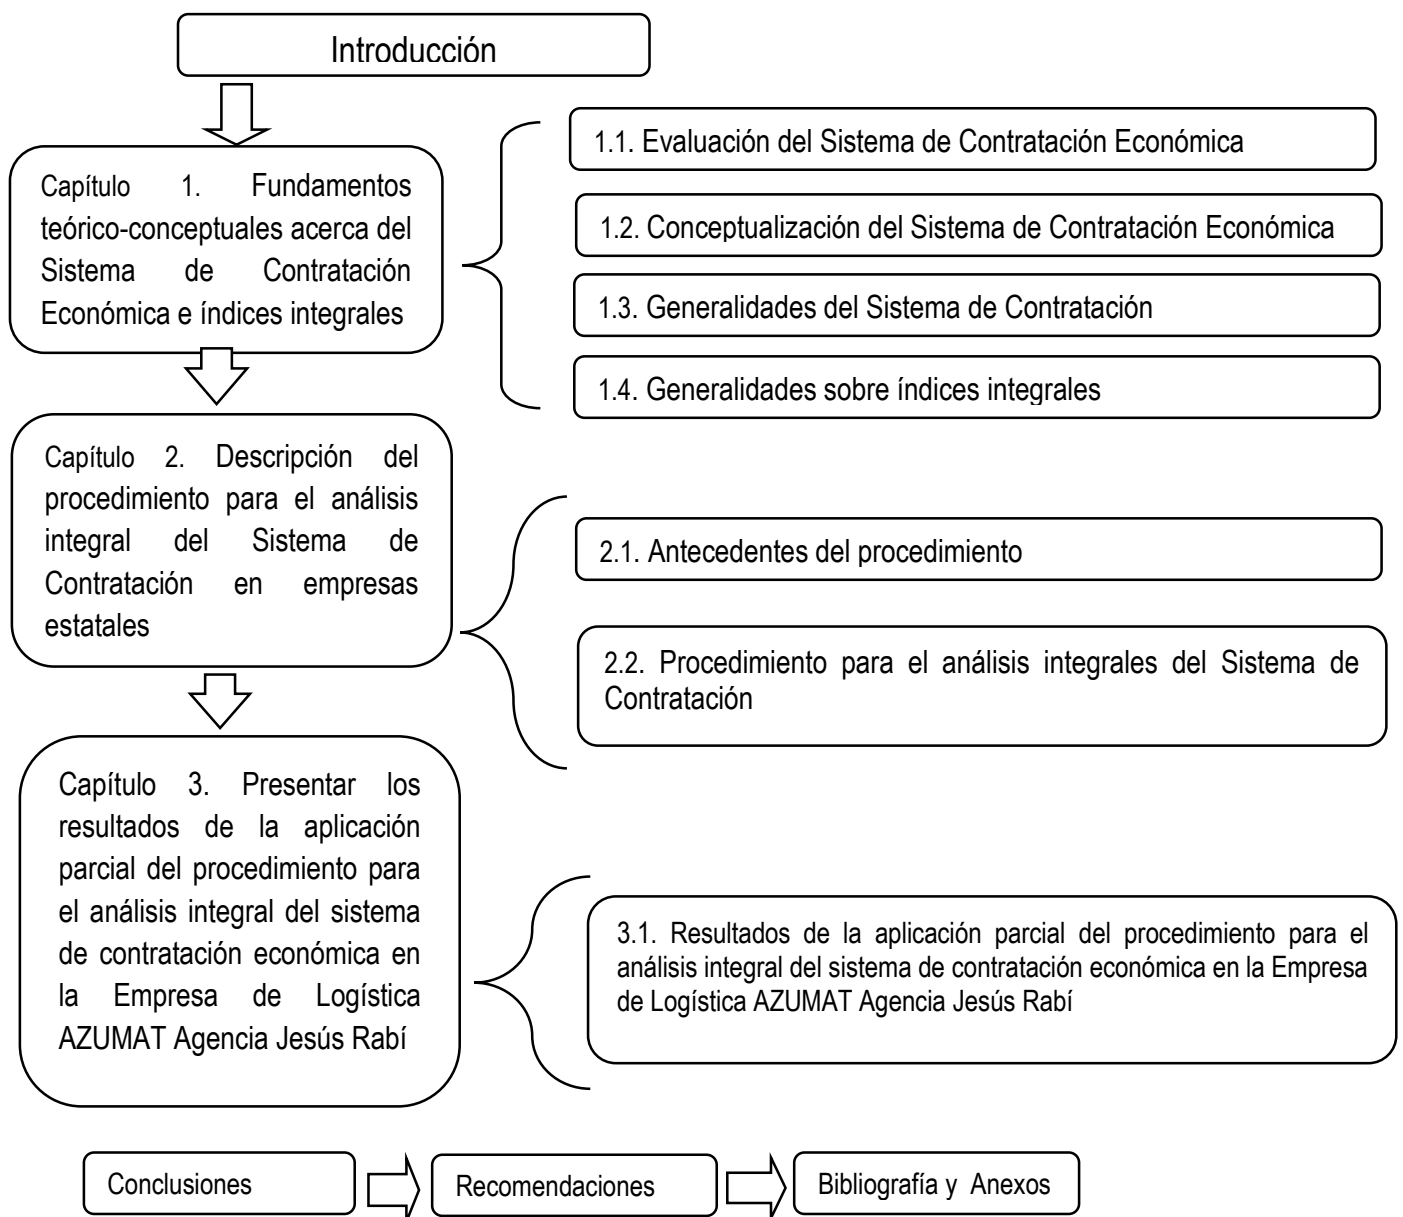 Introducción
Capítulo 1. Fundamentos
teórico-conceptuales acerca del
Sistema de Contratación
Económica e índices integrales
1.1. Evaluación del Sistema de Contratación Económica
1.2. Conceptualización del Sistema de Contratación Económica
1.3. Generalidades del Sistema de Contratación
1.4. Generalidades sobre índices integrales
Capítulo 2. Descripción del
procedimiento para el análisis
integral del Sistema de
Contratación en empresas
estatales
2.1. Antecedentes del procedimiento
2.2. Procedimiento para el análisis integrales del Sistema de
Contratación
Capítulo 3. Presentar los
resultados de la aplicación
parcial del procedimiento para
el análisis integral del sistema
de contratación económica en
la Empresa de Logística
AZUMAT Agencia Jesús Rabí
3.1. Resultados de la aplicación parcial del procedimiento para el
análisis integral del sistema de contratación económica en la Empresa
de Logística AZUMAT Agencia Jesús Rabí
Conclusiones
Recomendaciones
Bibliografía y Anexos